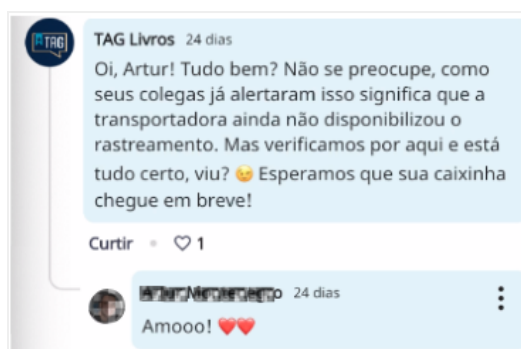 TAG
TAG Livros 24 dias
Oi, Artur! Tudo bem? Não se preocupe, como
seus colegas já alertaram isso significa que a
transportadora ainda não disponibilizou o
rastreamento. Mas verificamos por aqui e está
tudo certo, viu? 😉 Esperamos que sua caixinha
chegue em breve!
Curtir • ♡ 1
24 dias
Amooo! ❤️❤️